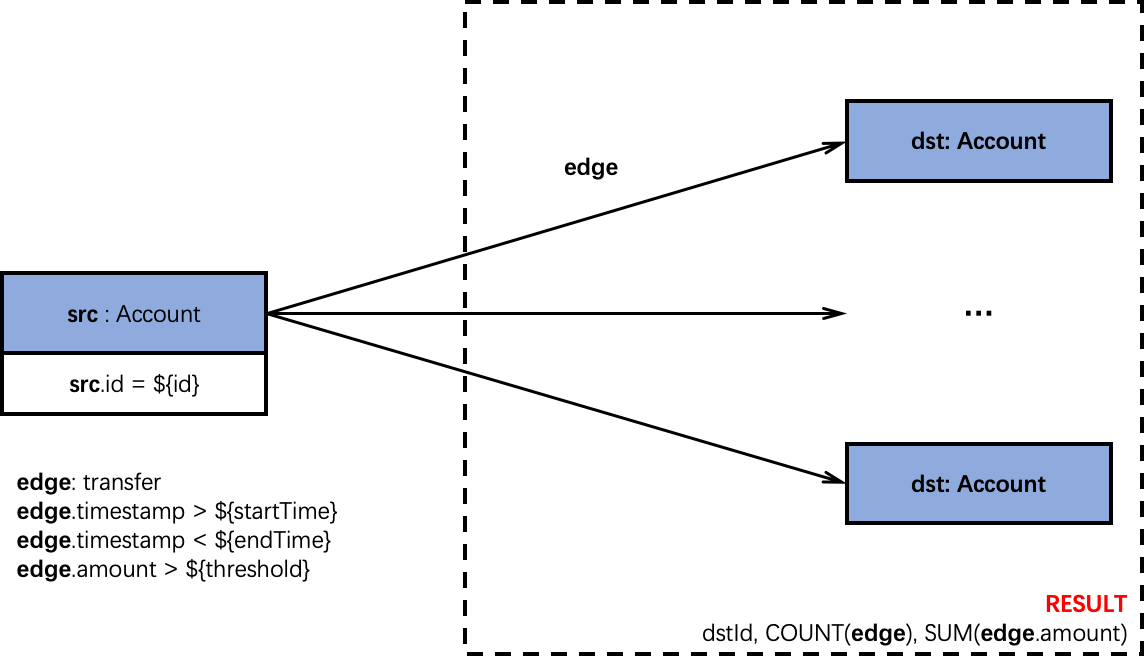 dst: Account
edge
src : Account
...
src.id = ${id}
edge: transfer
edge.timestamp > ${startTime}
edge.timestamp < ${endTime}
edge.amount > ${threshold}
dst: Account
RESULT
dstId, COUNT(edge), SUM(edge.amount)